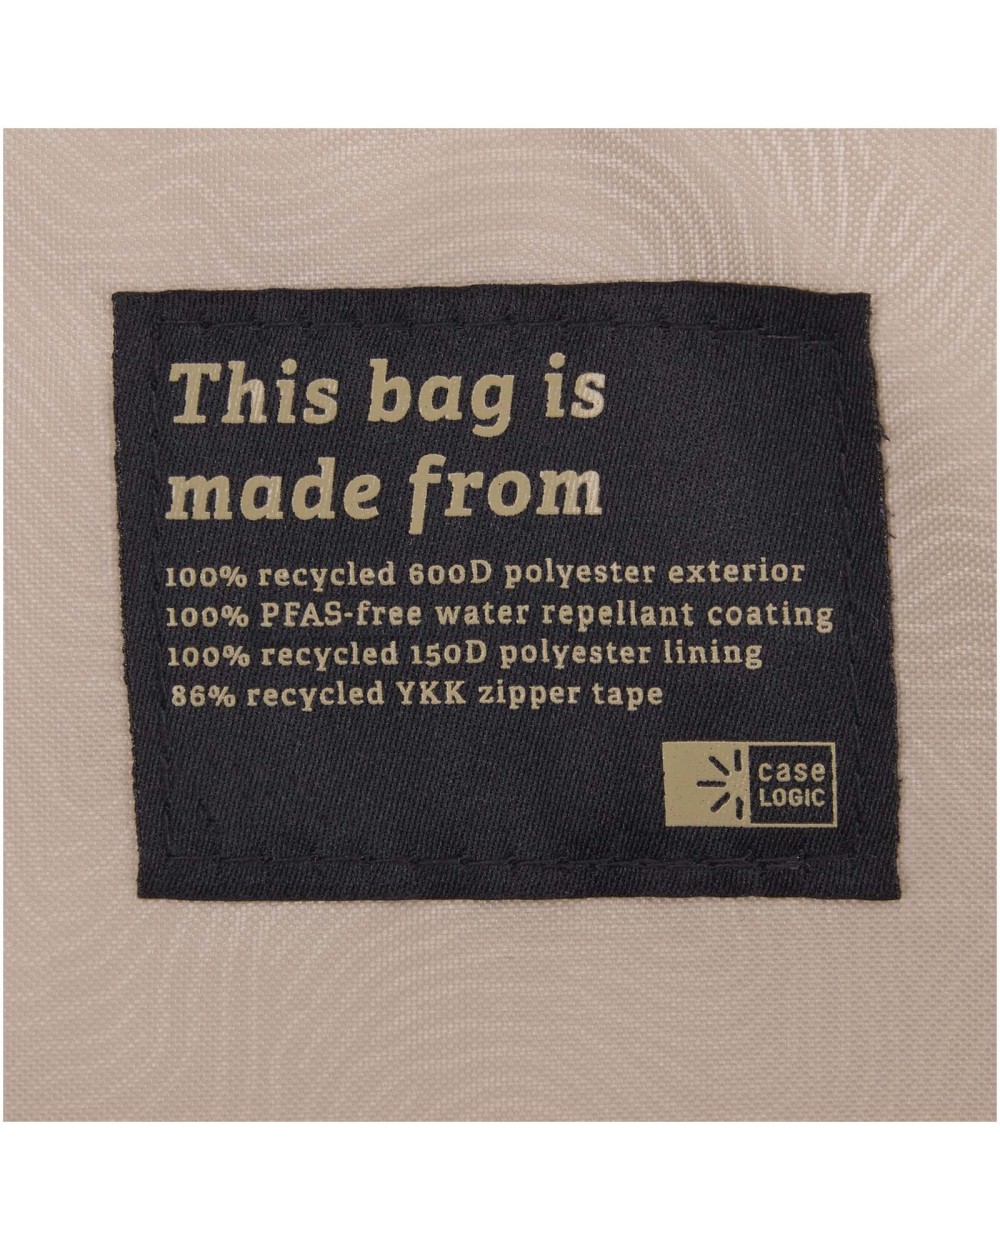 This bag is
made from
100% recycled 600D polyester exterior
100% PFAS-free water repellant coating
100% recycled 150D polyester lining
86% recycled YKK zipper tape
case
LOGIC